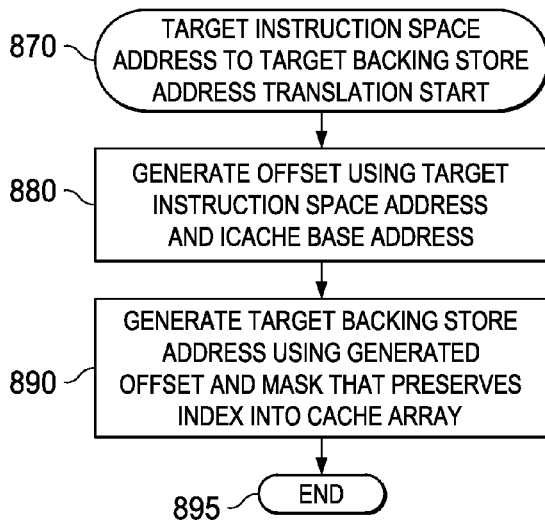 870
TARGET INSTRUCTION SPACE
ADDRESS TO TARGET BACKING STORE
ADDRESS TRANSLATION START
880
GENERATE OFFSET USING TARGET
INSTRUCTION SPACE ADDRESS
AND ICACHE BASE ADDRESS
890
GENERATE TARGET BACKING STORE
ADDRESS USING GENERATED
OFFSET AND MASK THAT PRESERVES
INDEX INTO CACHE ARRAY
895
END